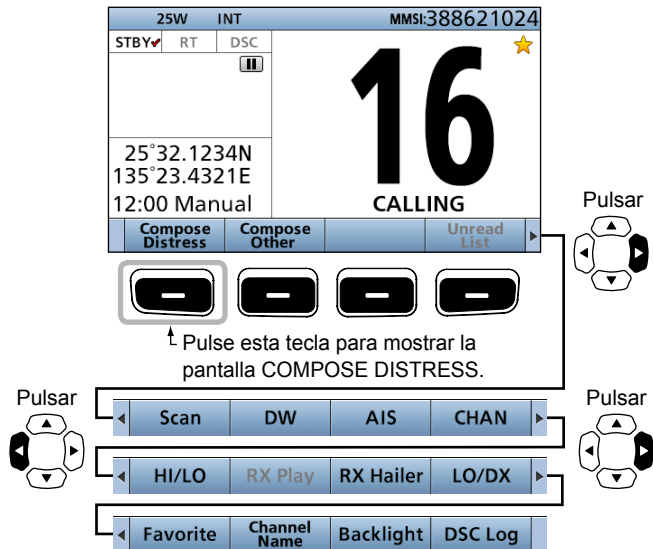 25W INT MMSI:388621024
STBY RT DSC
16
25°32.1234N
135°23.4321E
12:00 Manual
CALLING
Compose Distress Compose Other Unread List
Pulsar
Pulse esta tecla para mostrar la
pantalla COMPOSE DISTRESS.
Pulsar
Pulsar
Scan DW AIS CHAN
HI/LO RX Play RX Hailer LO/DX
Favorite Channel Name Backlight DSC Log